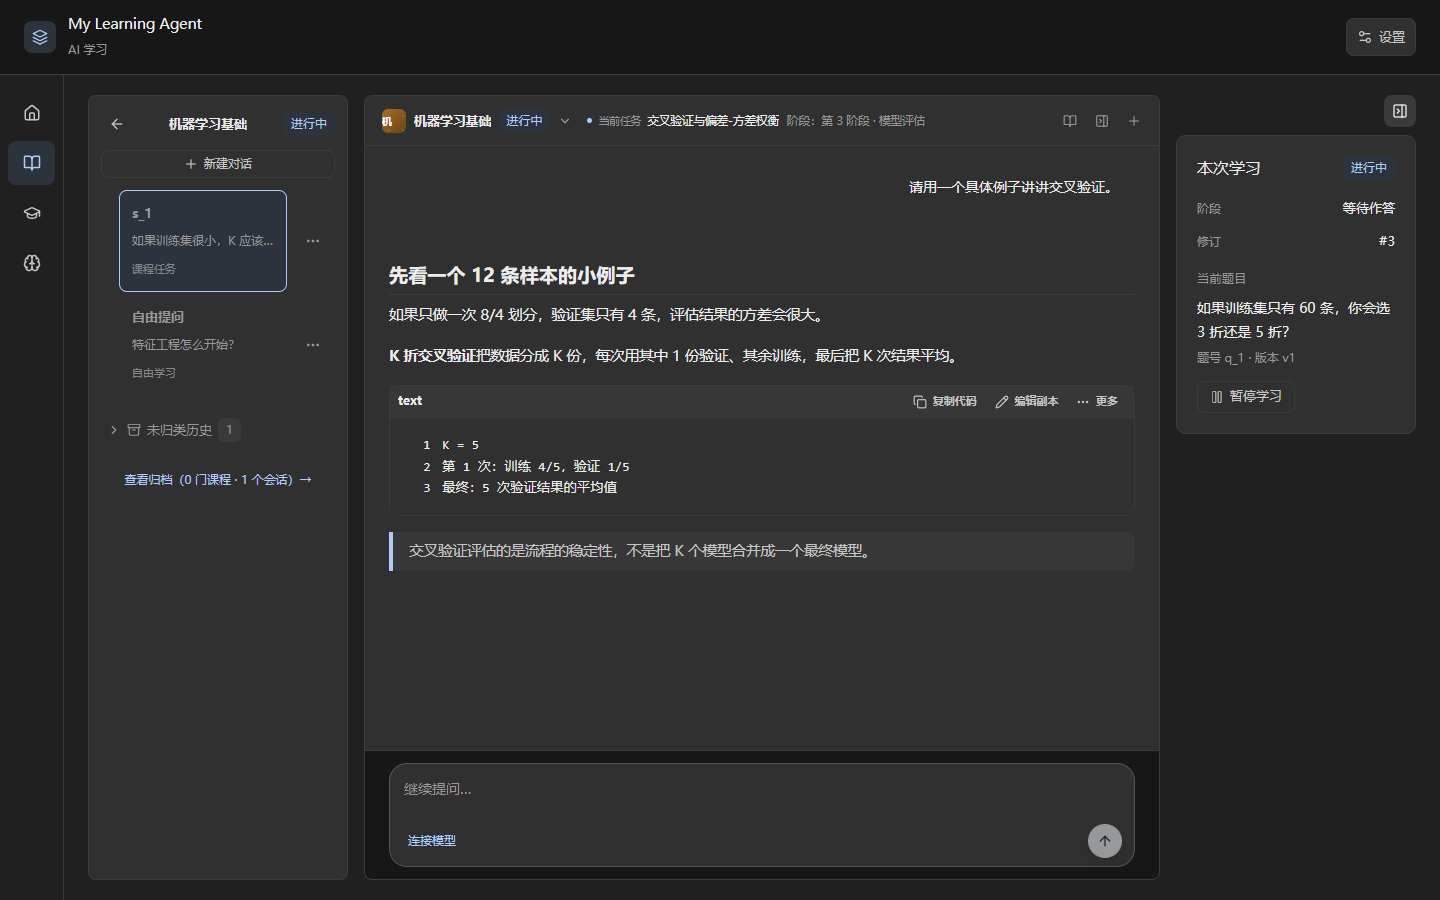 My Learning Agent
AI 学习
设置
机器学习基础
进行中
新建对话
s_1
如果训练集很小，K 应该...
课程任务
自由提问
特征工程怎么开始？
自由学习
未归类历史
1
查看归档（0 门课程 · 1 个会话）→
机
机器学习基础
进行中
当前任务 交叉验证与偏差-方差权衡 阶段：第 3 阶段 · 模型评估
请用一个具体例子讲讲交叉验证。
先看一个 12 条样本的小例子
如果只做一次 8/4 划分，验证集只有 4 条，评估结果的方差会很大。
K 折交叉验证把数据分成 K 份，每次用其中 1 份验证、其余训练，最后把 K 次结果平均。
text
复制代码
编辑副本
更多
1 K = 5
2 第 1 次：训练 4/5，验证 1/5
3 最终：5 次验证结果的平均值
交叉验证评估的是流程的稳定性，不是把 K 个模型合并成一个最终模型。
继续提问...
连接模型
本次学习
进行中
阶段
等待作答
修订
#3
当前题目
如果训练集只有 60 条，你会选
3 折还是 5 折？
题号 q_1 · 版本 v1
暂停学习